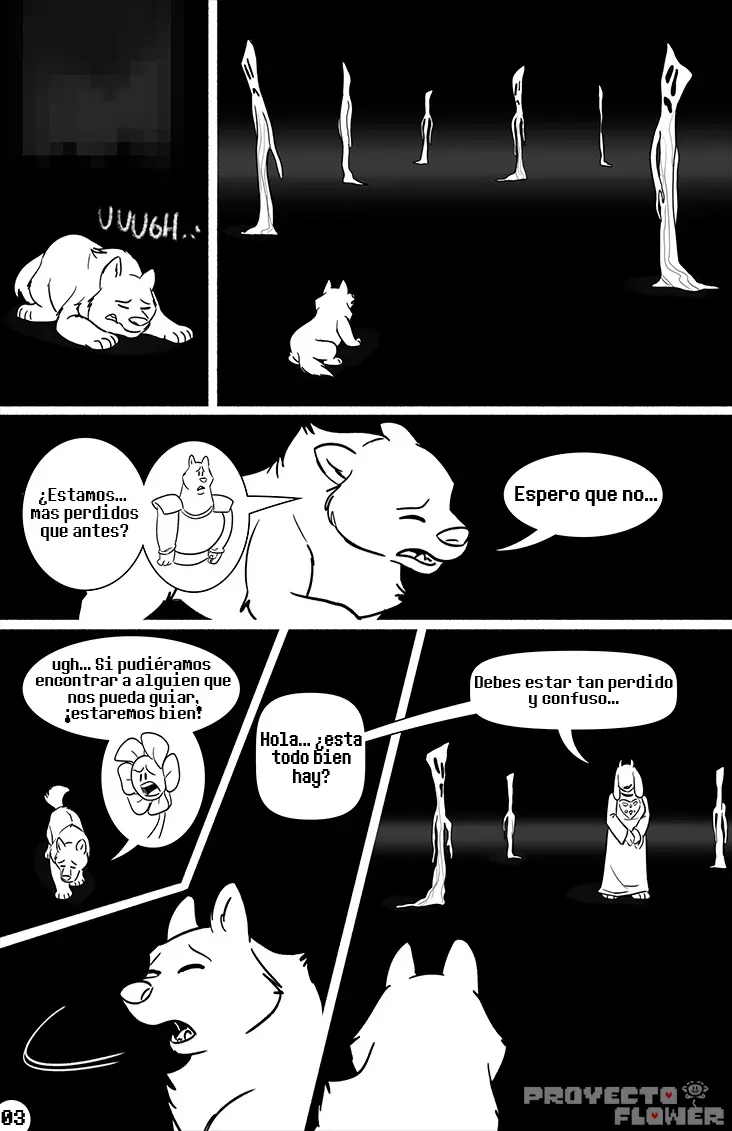 UUUGH...
¿Estamos...
mas perdidos
que antes?
Espero que no...
ugh... Si pudiéramos
encontrar a alguien que
nos pueda guiar,
¡estaremos bien!
Hola... ¿esta
todo bien
hay?
Debes estar tan perdido
y confuso...
03
PROYECTO
FLOWER